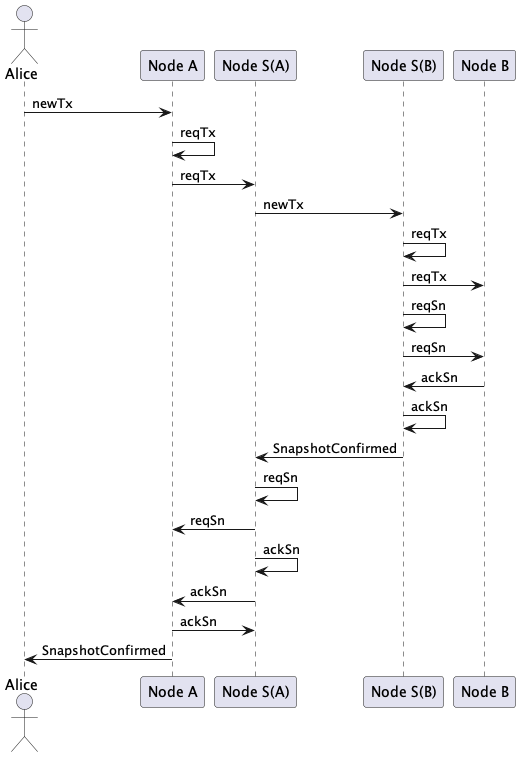 Alice
Node A
Node S(A)
Node S(B)
Node B
newTx
reqTx
reqTx
newTx
reqTx
reqTx
reqSn
reqSn
ackSn
ackSn
SnapshotConfirmed
reqSn
reqSn
ackSn
ackSn
ackSn
SnapshotConfirmed
Alice
Node A
Node S(A)
Node S(B)
Node B